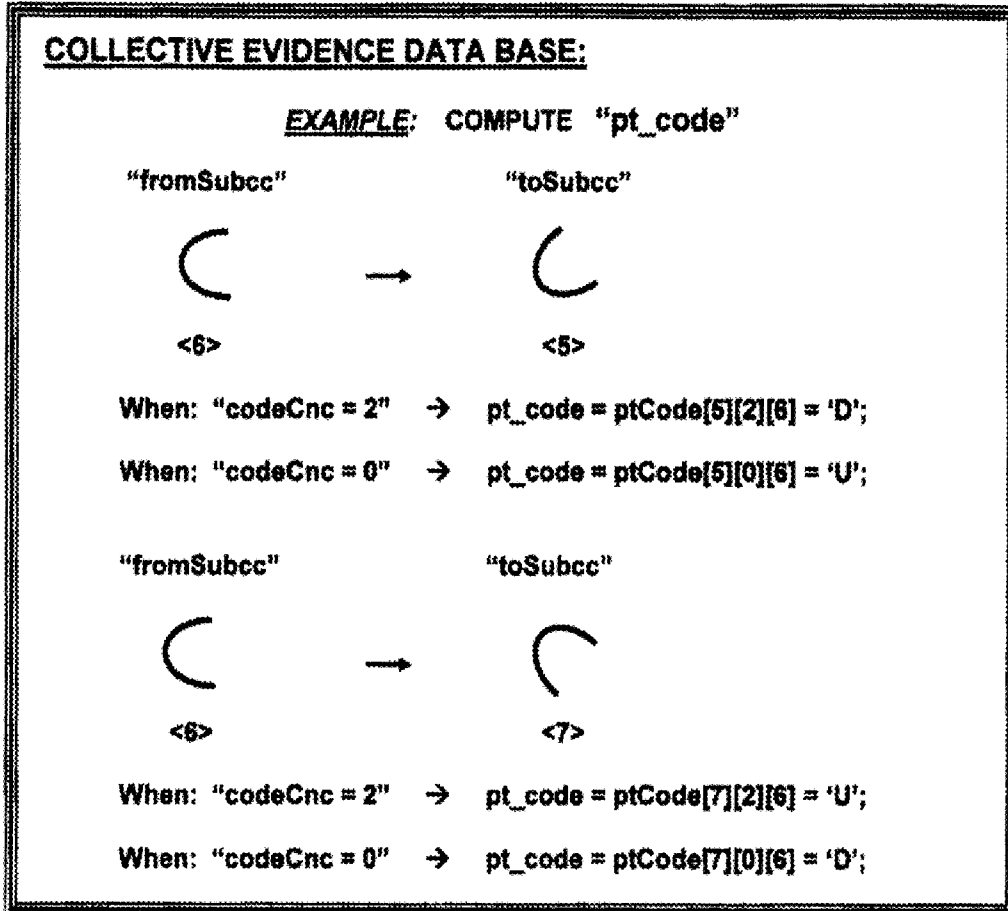 COLLECTIVE EVIDENCE DATA BASE:
EXAMPLE: COMPUTE "pt_code"
"fromSubcc" "toSubcc"
<6> <5>
When: "codeCnc = 2" → pt_code = ptCode[5][2][6] = 'D';
When: "codeCnc = 0" → pt_code = ptCode[5][0][6] = 'U';
"fromSubcc" "toSubcc"
<6> <7>
When: "codeCnc = 2" → pt_code = ptCode[7][2][6] = 'U';
When: "codeCnc = 0" → pt_code = ptCode[7][0][6] = 'D';